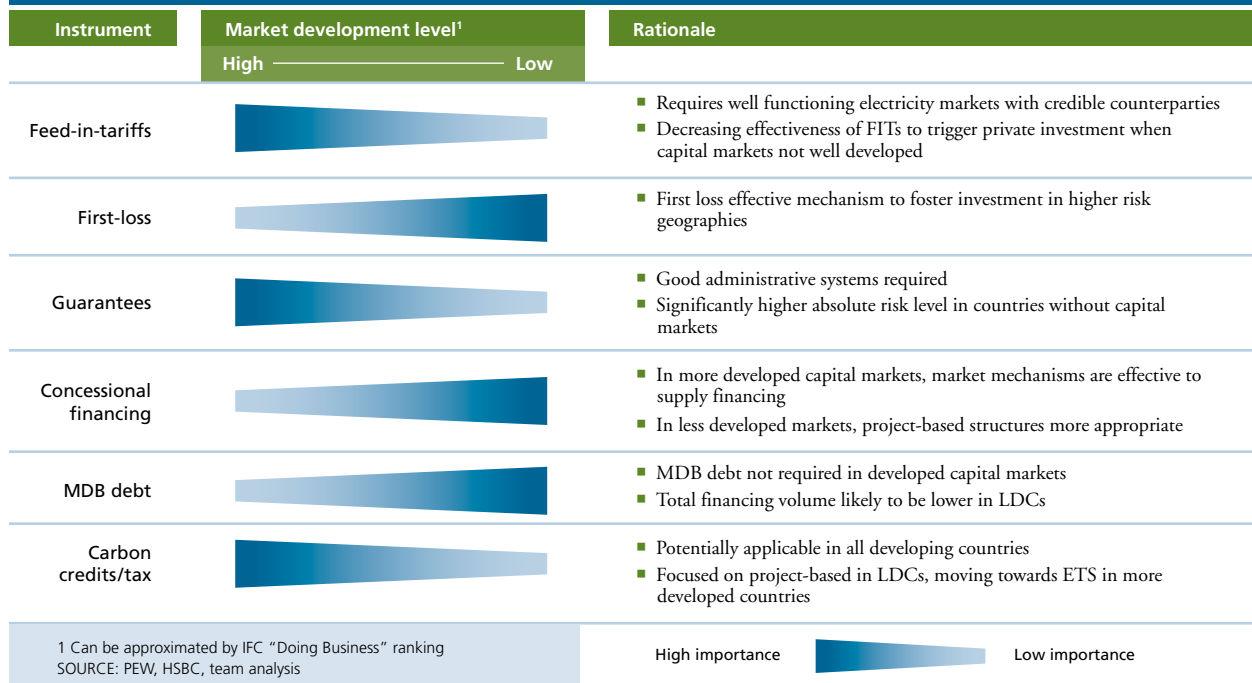 Instrument
Market development level1
Rationale
High
Low
Feed-in-tariffs
■ Requires well functioning electricity markets with credible counterparties
■ Decreasing effectiveness of FITs to trigger private investment when
capital markets not well developed
First-loss
■ First loss effective mechanism to foster investment in higher risk
geographies
Guarantees
■ Good administrative systems required
■ Significantly higher absolute risk level in countries without capital
markets
Concessional
financing
■ In more developed capital markets, market mechanisms are effective to
supply financing
■ In less developed markets, project-based structures more appropriate
MDB debt
■ MDB debt not required in developed capital markets
■ Total financing volume likely to be lower in LDCs
Carbon
credits/tax
■ Potentially applicable in all developing countries
■ Focused on project-based in LDCs, moving towards ETS in more
developed countries
1 Can be approximated by IFC “Doing Business” ranking
SOURCE: PEW, HSBC, team analysis
High importance
Low importance